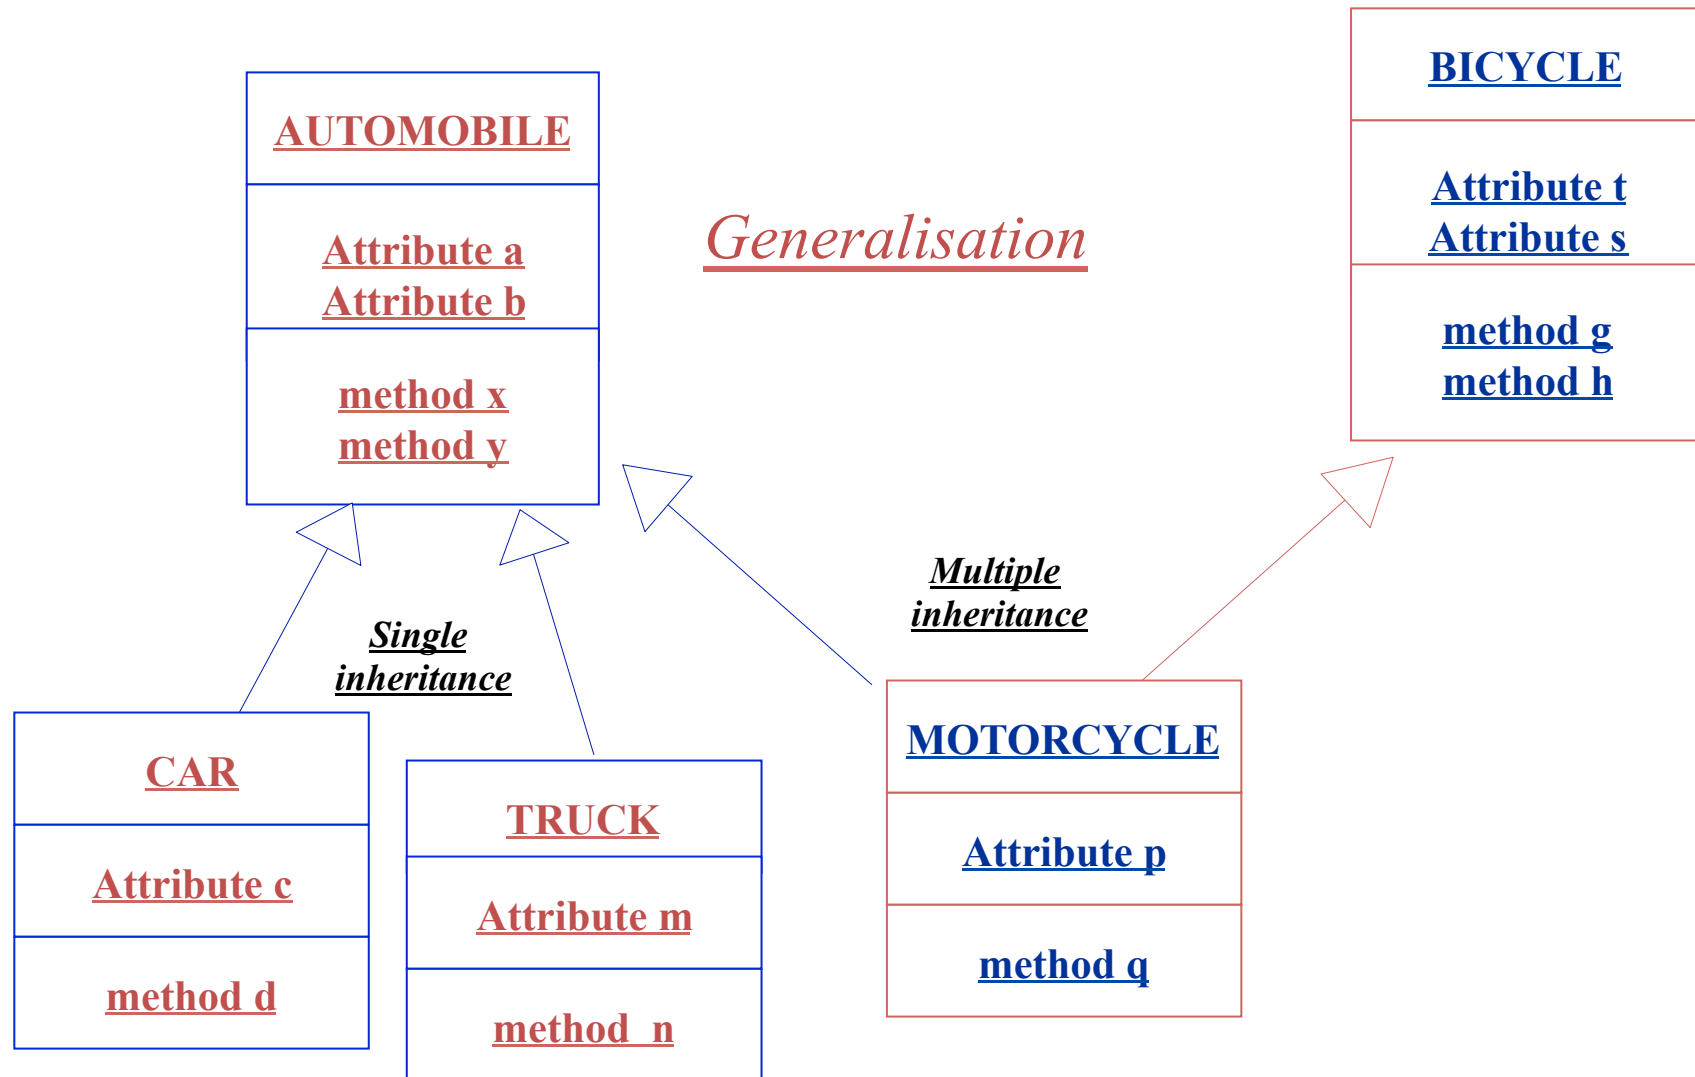 BICYCLE
Attribute t
Attribute s
method g
method h
AUTOMOBILE
Attribute a
Attribute b
method x
method y
Generalisation
Single
inheritance
Multiple
inheritance
CAR
Attribute c
method d
TRUCK
Attribute m
method n
MOTORCYCLE
Attribute p
method q